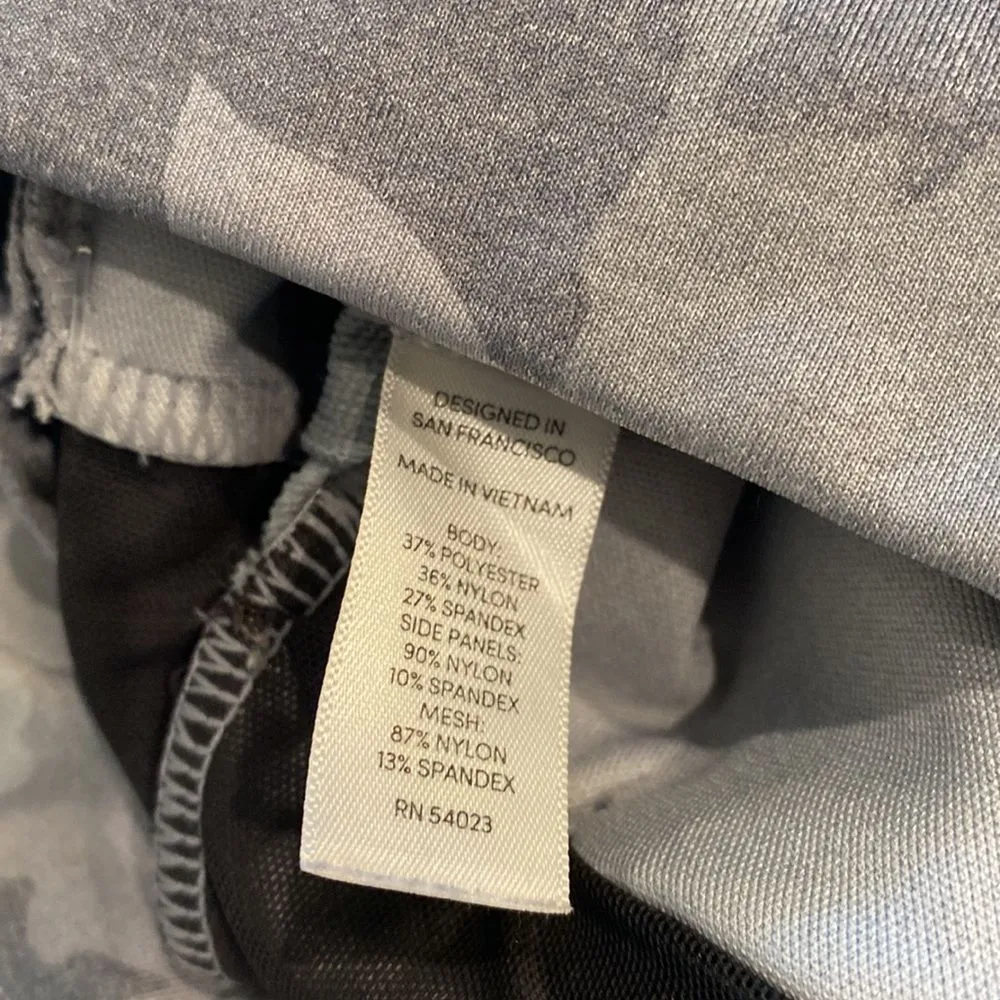 DESIGNED IN
SAN FRANCISCO
MADE IN VIETNAM
BODY:
37% POLYESTER
36% NYLON
27% SPANDEX
SIDE PANELS:
90% NYLON
10% SPANDEX
MESH:
87% NYLON
13% SPANDEX
RN 54023